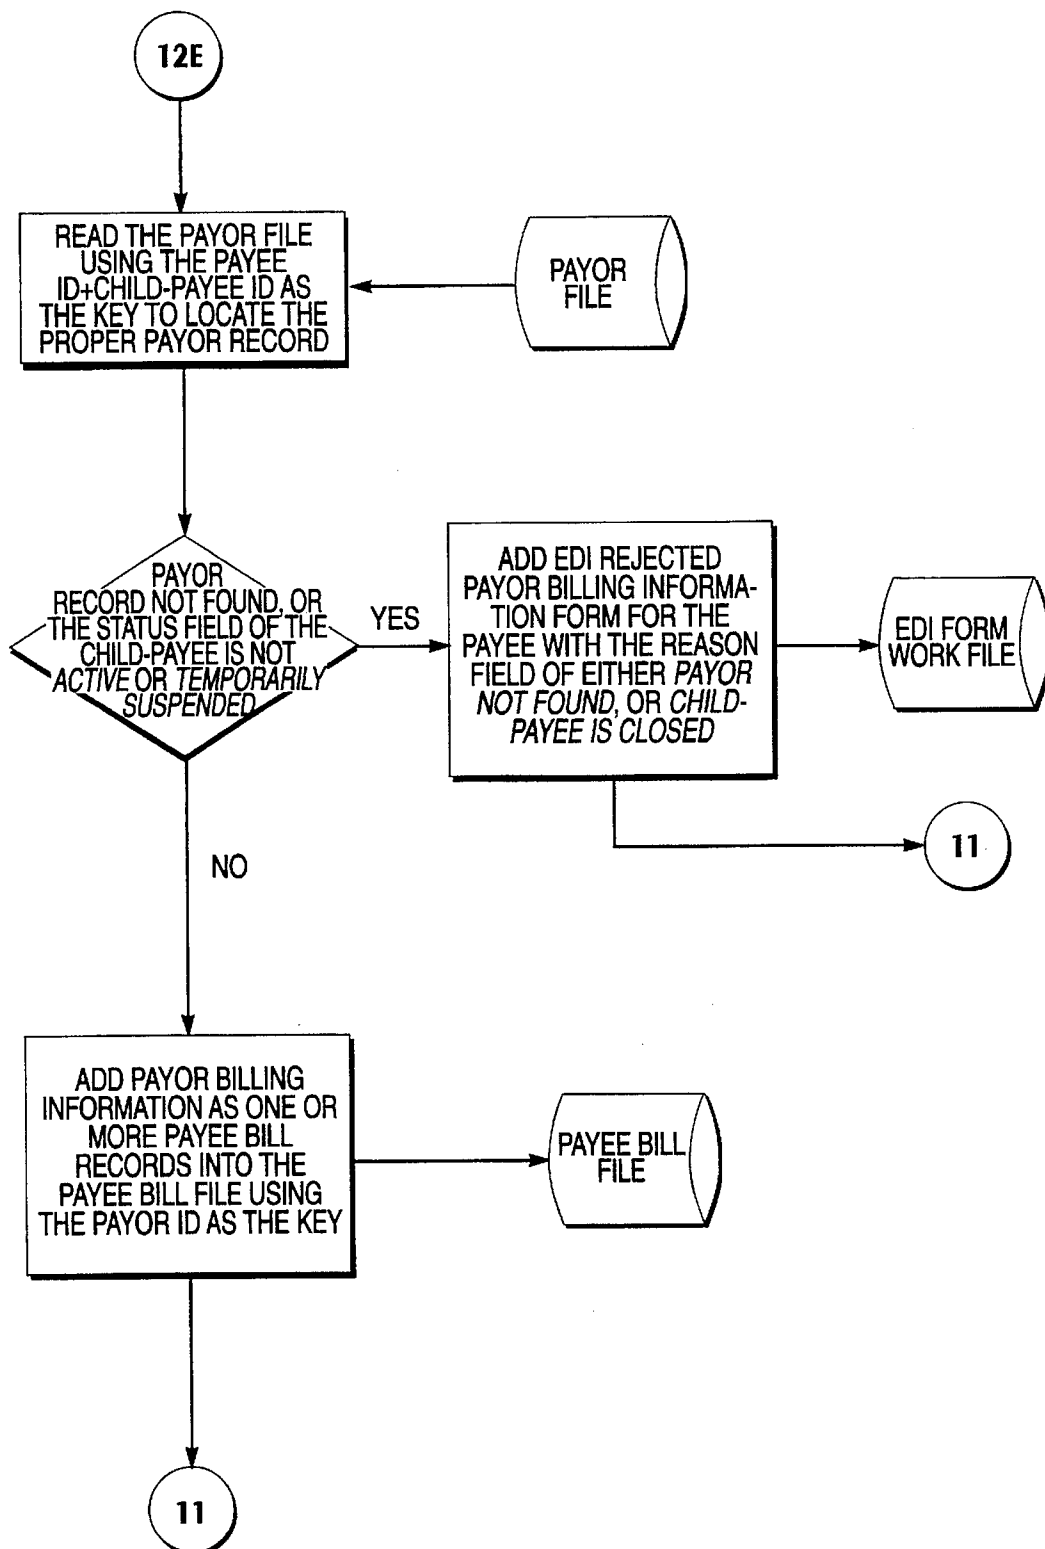 12E
READ THE PAYOR FILE
USING THE PAYEE
ID+CHILD-PAYEE ID AS
THE KEY TO LOCATE THE
PROPER PAYOR RECORD
PAYOR
FILE
PAYOR
RECORD NOT FOUND, OR
THE STATUS FIELD OF THE
CHILD-PAYEE IS NOT
ACTIVE OR TEMPORARILY
SUSPENDED
YES
ADD EDI REJECTED
PAYOR BILLING INFORMA-
TION FORM FOR THE
PAYEE WITH THE REASON
FIELD OF EITHER PAYOR
NOT FOUND, OR CHILD-
PAYEE IS CLOSED
EDI FORM
WORK FILE
11
NO
ADD PAYOR BILLING
INFORMATION AS ONE OR
MORE PAYEE BILL
RECORDS INTO THE
PAYEE BILL FILE USING
THE PAYOR ID AS THE KEY
PAYEE BILL
FILE
11